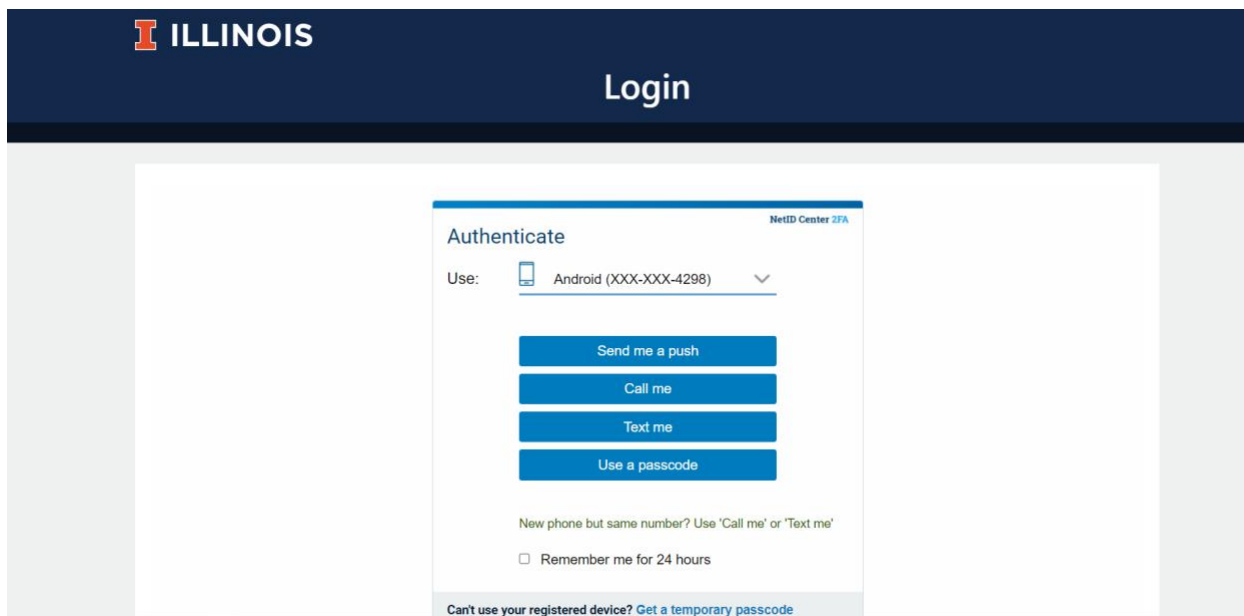 I ILLINOIS
Login
NetID Center 2FA
Authenticate
Use: Android (XXX-XXX-4298)
Send me a push
Call me
Text me
Use a passcode
New phone but same number? Use 'Call me' or 'Text me'
Remember me for 24 hours
Can't use your registered device? Get a temporary passcode